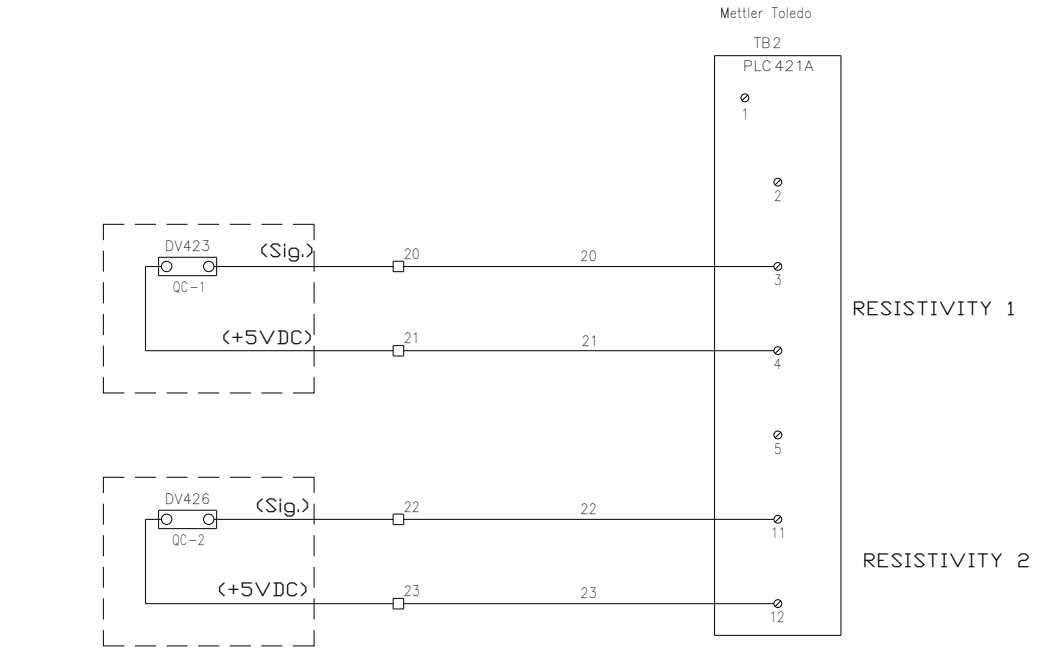 Mettler Toledo
TB2
PLC421A
1
2
DV423
(Sig.)
20
20
QC-1
3
RESISTIVITY 1
(+5VDC)
21
21
4
5
DV426
(Sig.)
22
22
QC-2
11
RESISTIVITY 2
(+5VDC)
23
23
12